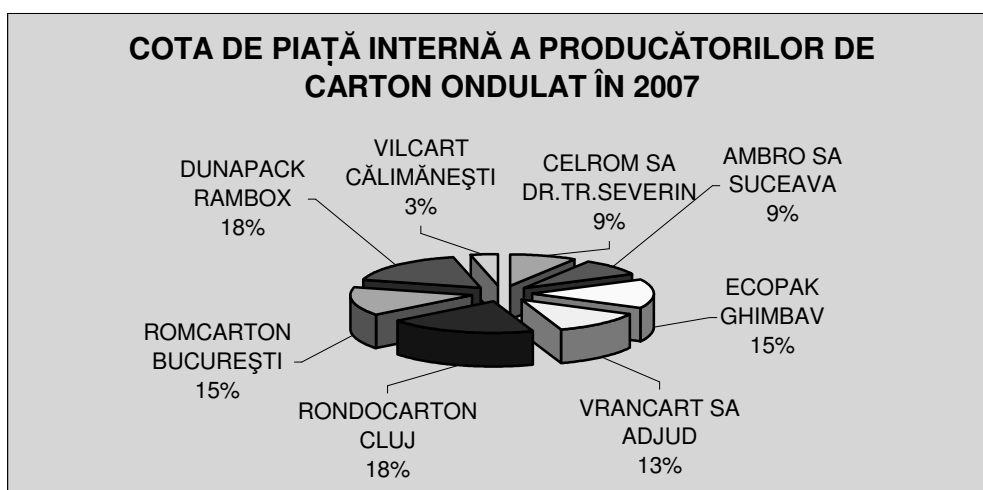 COTA DE PIAȚĂ INTERNĂ A PRODUCĂTORILOR DE
CARTON ONDULAT ÎN 2007
VILCART
CĂLIMĂNEŞTI
3%
CELROM SA
DR.TR.SEVERIN
9%
AMBRO SA
SUCEAVA
9%
DUNAPACK
RAMBOX
18%
ECOPAK
GHIMBAV
15%
ROMCARTON
BUCUREŞTI
15%
RONDOCARTON
CLUJ
18%
VRANCART SA
ADJUD
13%